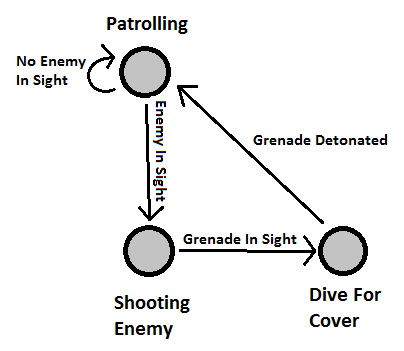 Patrolling
No Enemy
In Sight
Enemy In Sight
Grenade Detonated
Grenade In Sight
Shooting
Enemy
Dive For
Cover